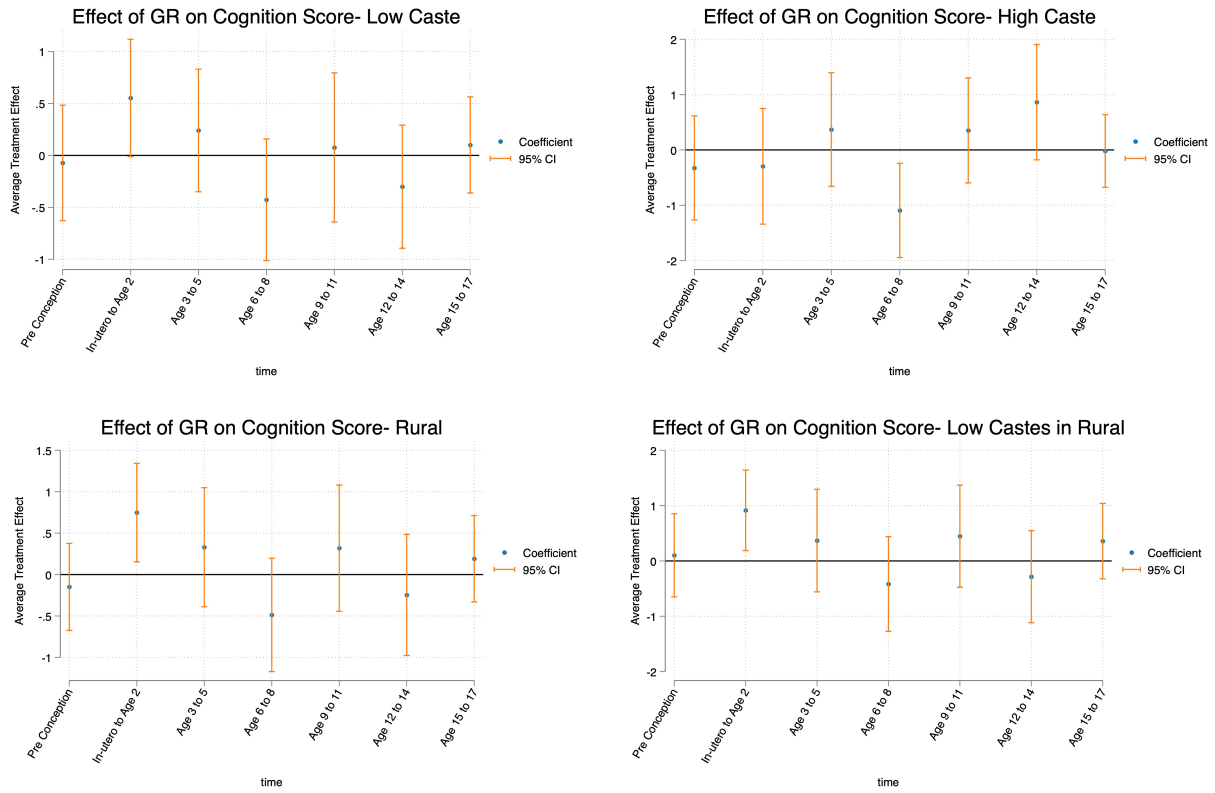 Effect of GR on Cognition Score- Low Caste
Average Treatment Effect
1
.5
0
-.5
-1
Pre Conception
In-utero to Age 2
Age 3 to 5
Age 6 to 8
Age 9 to 11
Age 12 to 14
Age 15 to 17
time
Coefficient
95% CI
Effect of GR on Cognition Score- High Caste
Average Treatment Effect
2
1
0
-1
-2
Pre Conception
In-utero to Age 2
Age 3 to 5
Age 6 to 8
Age 9 to 11
Age 12 to 14
Age 15 to 17
time
Coefficient
95% CI
Effect of GR on Cognition Score- Rural
Average Treatment Effect
1.5
1
.5
0
-.5
-1
Pre Conception
In-utero to Age 2
Age 3 to 5
Age 6 to 8
Age 9 to 11
Age 12 to 14
Age 15 to 17
time
Coefficient
95% CI
Effect of GR on Cognition Score- Low Castes in Rural
Average Treatment Effect
2
1
0
-1
-2
Pre Conception
In-utero to Age 2
Age 3 to 5
Age 6 to 8
Age 9 to 11
Age 12 to 14
Age 15 to 17
time
Coefficient
95% CI